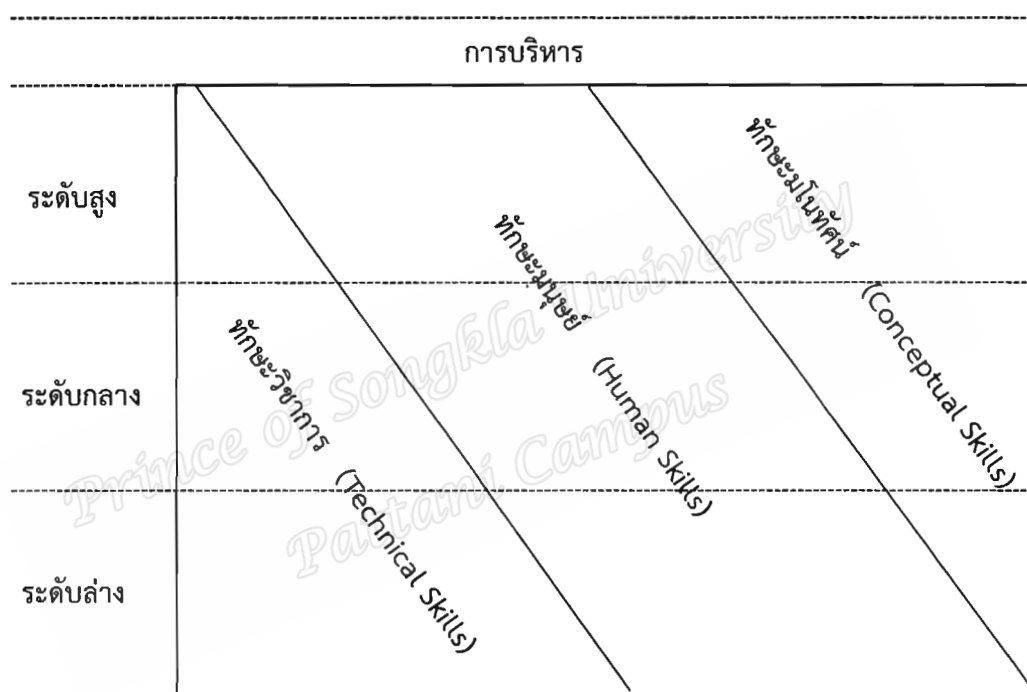 การบริหาร
ระดับสูง
ระดับกลาง
ระดับล่าง
ทักษะวิชาการ (Technical Skills)
ทักษะมุนุษย์ (Human Skills)
ทักษะมโนทัศน์ (Conceptual Skills)
Prince of Songkla University
Pattani Campus